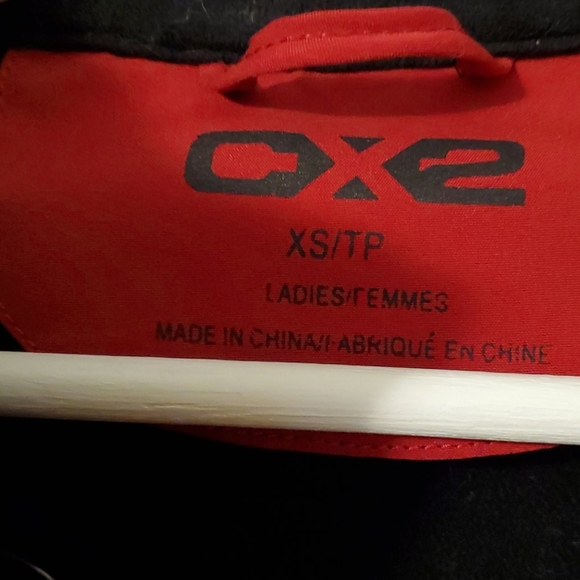 CX2
XS/TP
LADIES/FEMMES
MADE IN CHINA/FABRIQUÉ EN CHINE